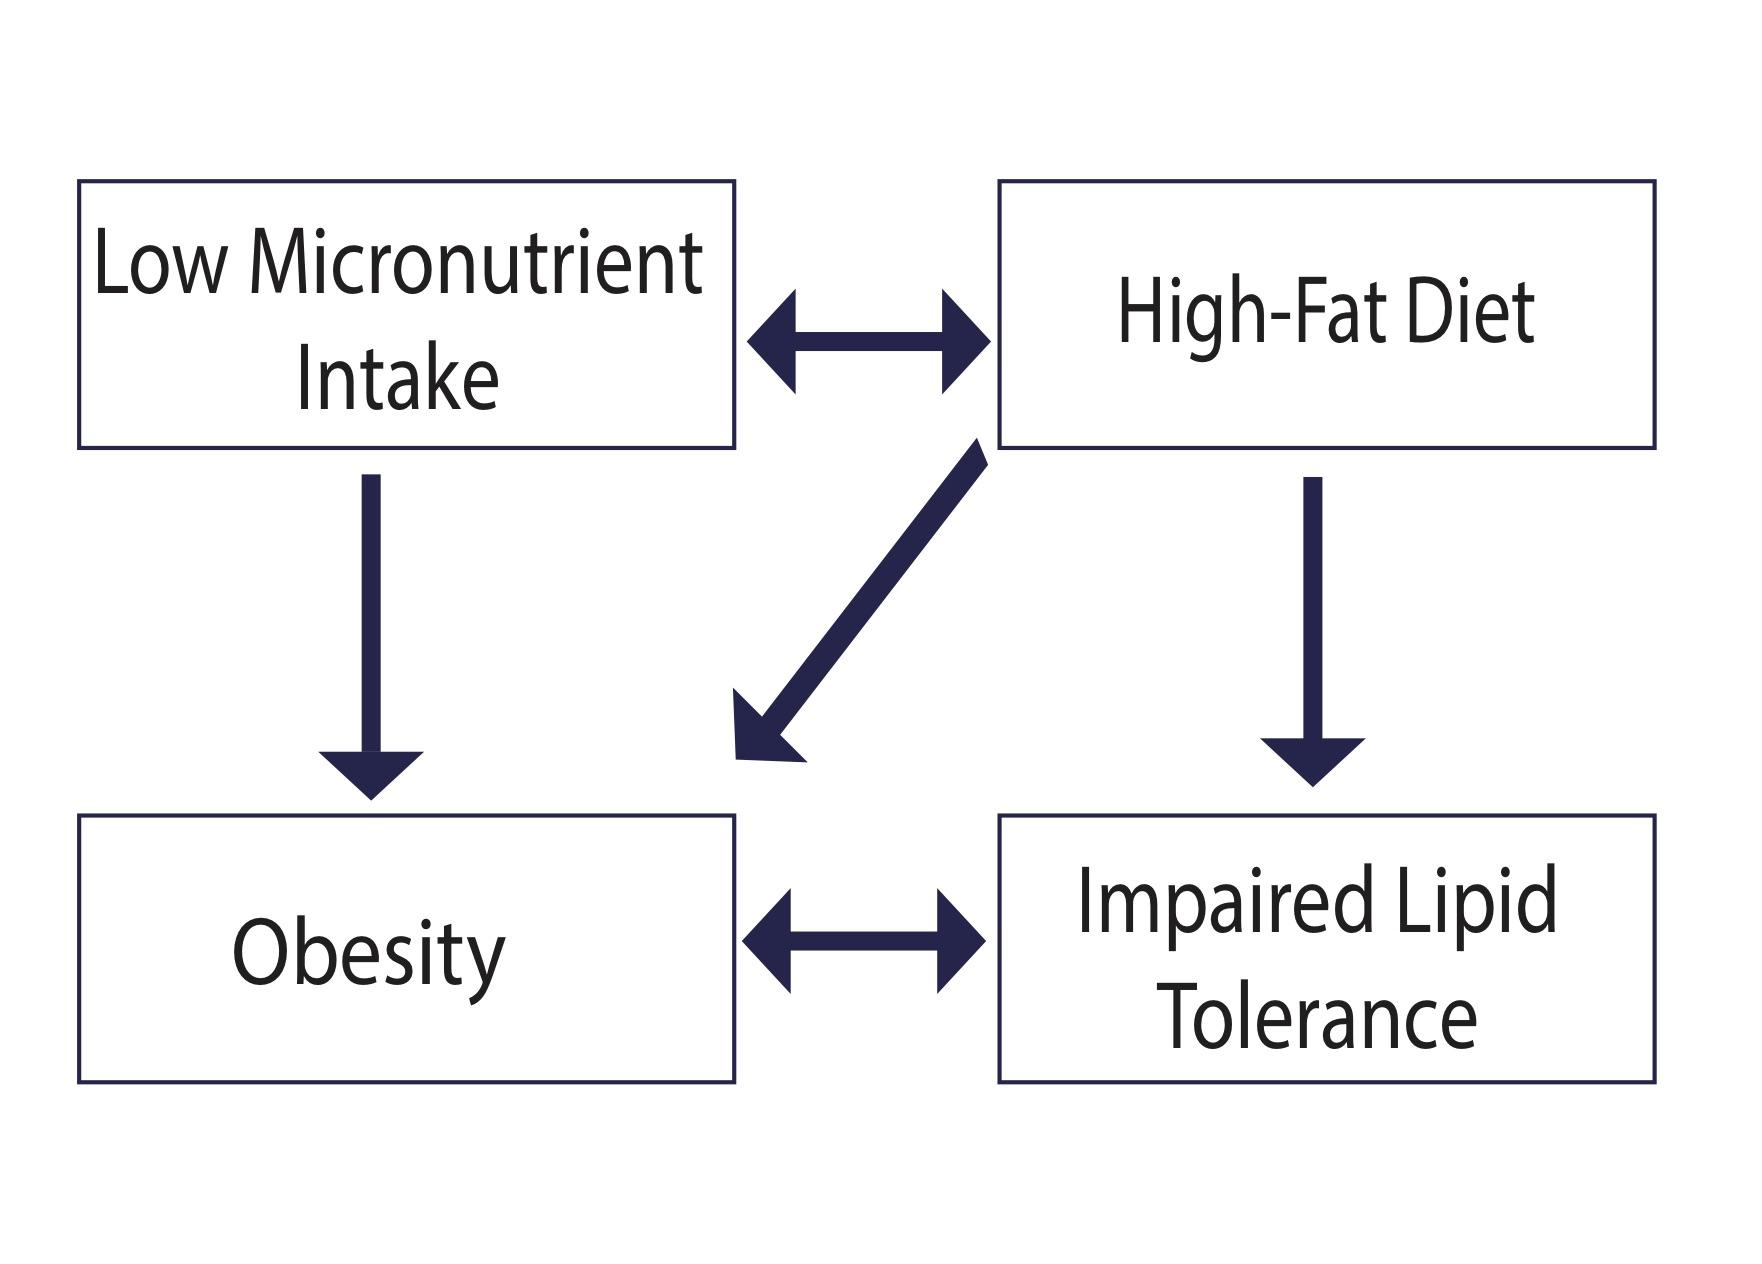 Low Micronutrient
Intake
High-Fat Diet
Obesity
Impaired Lipid
Tolerance